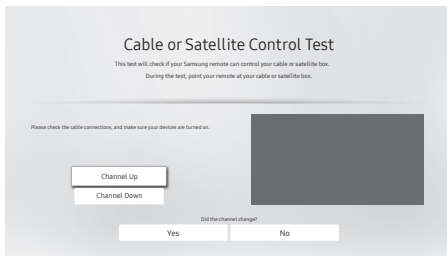 Cable or Satellite Control Test
This test will check if your Samsung remote can control your cable or satellite box.
During the test, point your remote at your cable or satellite box.
Please check the cable connections, and make sure your devices are turned on.
Channel Up
Channel Down
Did the channel change?
Yes No